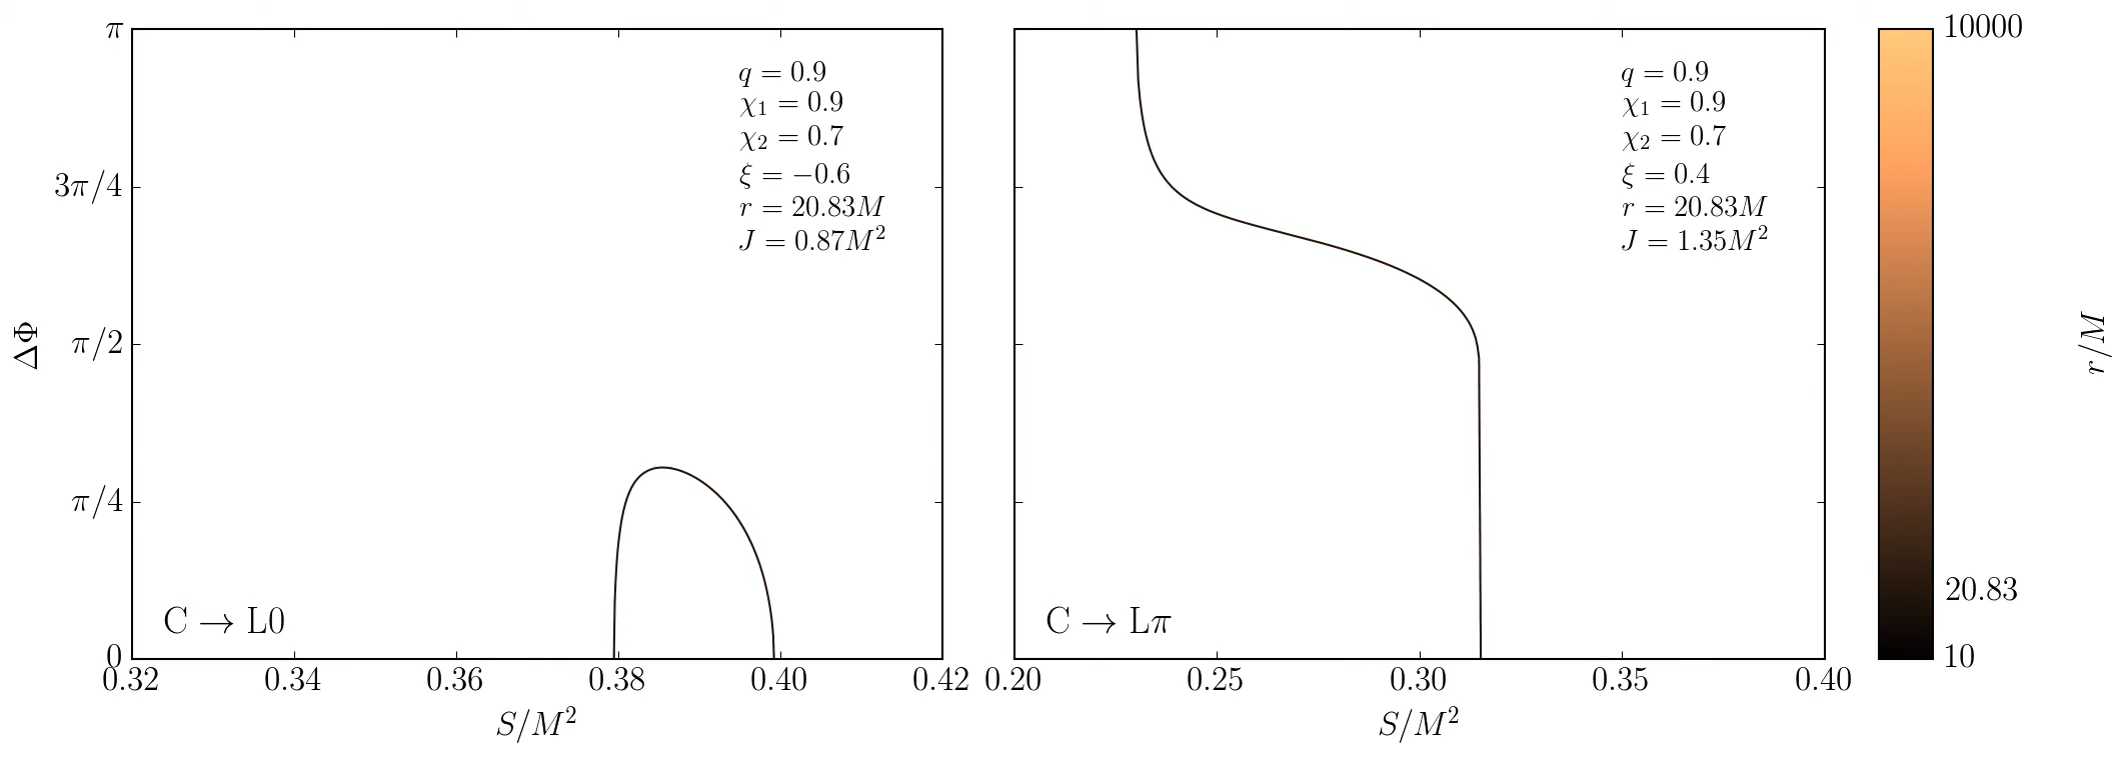 π
3π/4
π/2
π/4
0
ΔΦ
q = 0.9
χ₁ = 0.9
χ₂ = 0.7
ξ = −0.6
r = 20.83M
J = 0.87M²
C → L0
0.32 0.34 0.36 0.38 0.40 0.42
S/M²
q = 0.9
χ₁ = 0.9
χ₂ = 0.7
ξ = 0.4
r = 20.83M
J = 1.35M²
C → Lπ
0.20 0.25 0.30 0.35 0.40
S/M²
10000
20.83
10
r/M